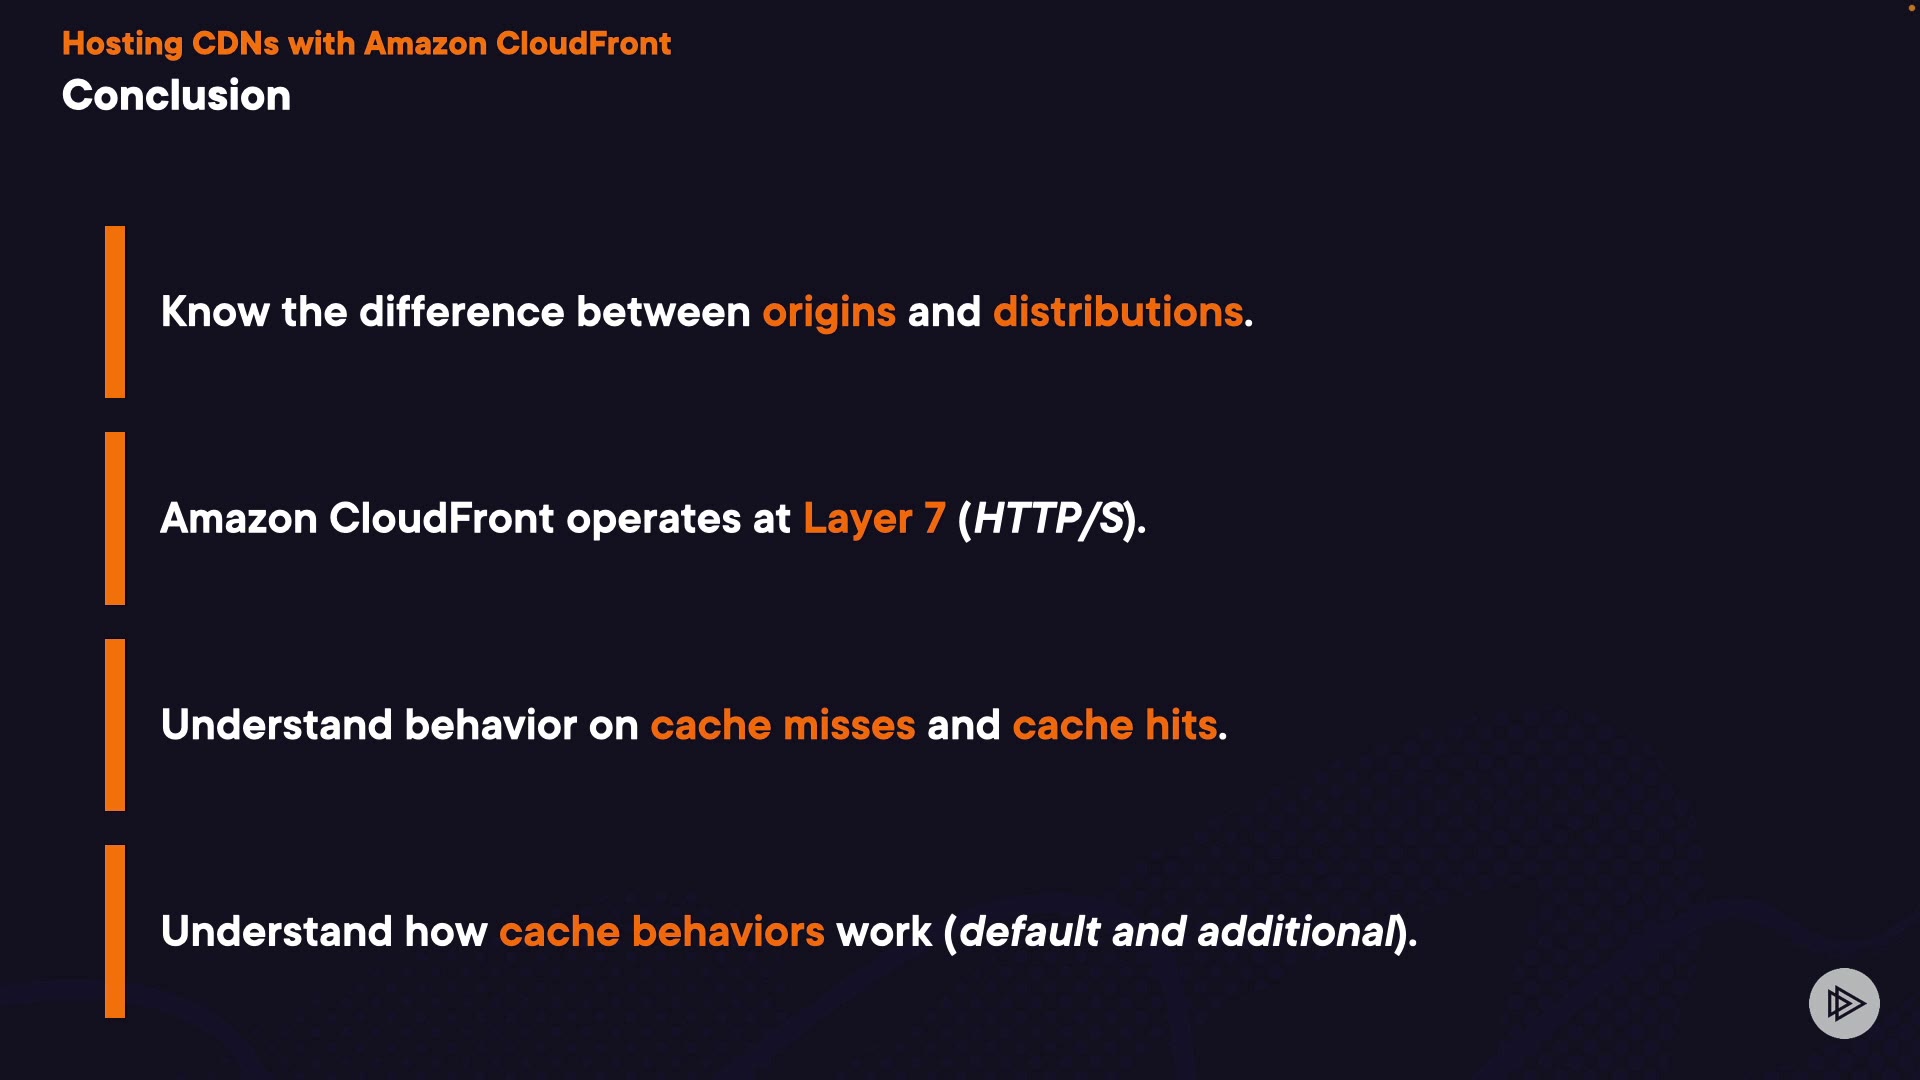 Hosting CDNs with Amazon CloudFront
Conclusion
Know the difference between origins and distributions.
Amazon CloudFront operates at Layer 7 (HTTP/S).
Understand behavior on cache misses and cache hits.
Understand how cache behaviors work (default and additional).